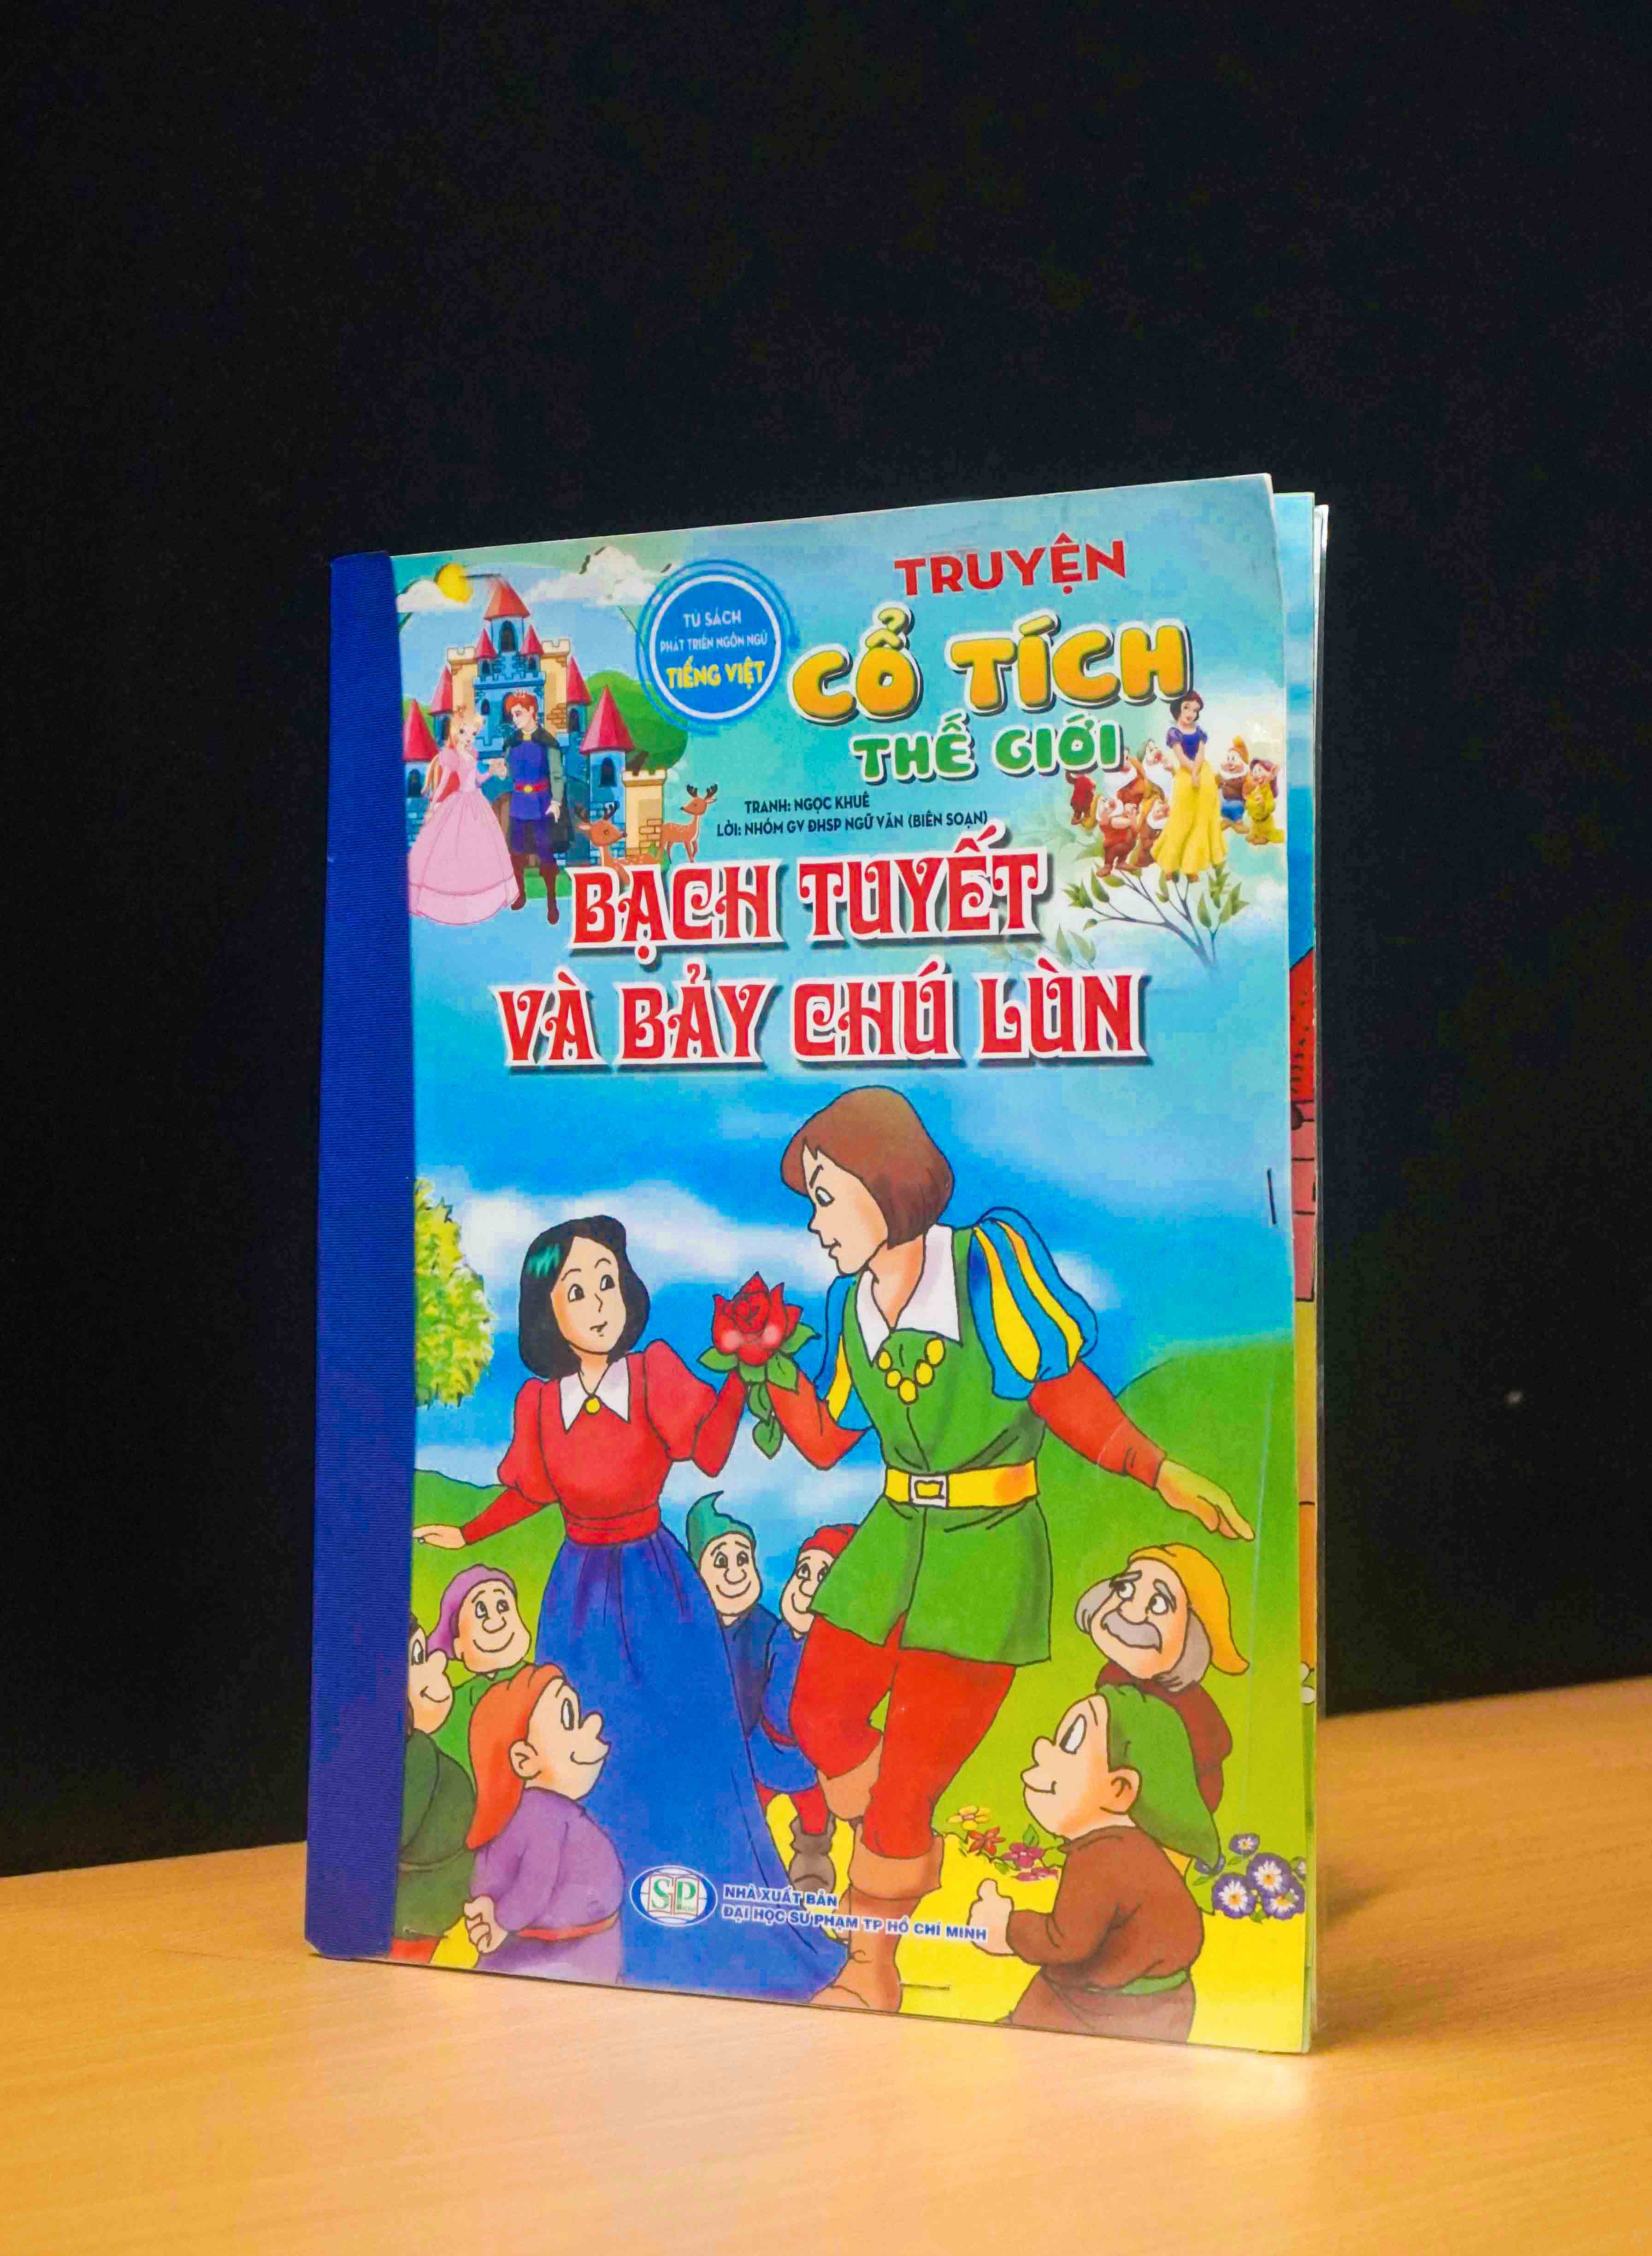 TRUYỆN
CỔ TÍCH
THẾ GIỚI
TỦ SÁCH
PHÁT TRIỂN NGÔN NGỮ
TIẾNG VIỆT
TRANH: NGỌC KHUÊ
LỜI: NHÓM GV ĐHSP NGỮ VĂN (BIÊN SOẠN)
BẠCH TUYẾT
VÀ BẢY CHÚ LÙN
SP
NHÀ XUẤT BẢN
ĐẠI HỌC SƯ PHẠM TP HỒ CHÍ MINH